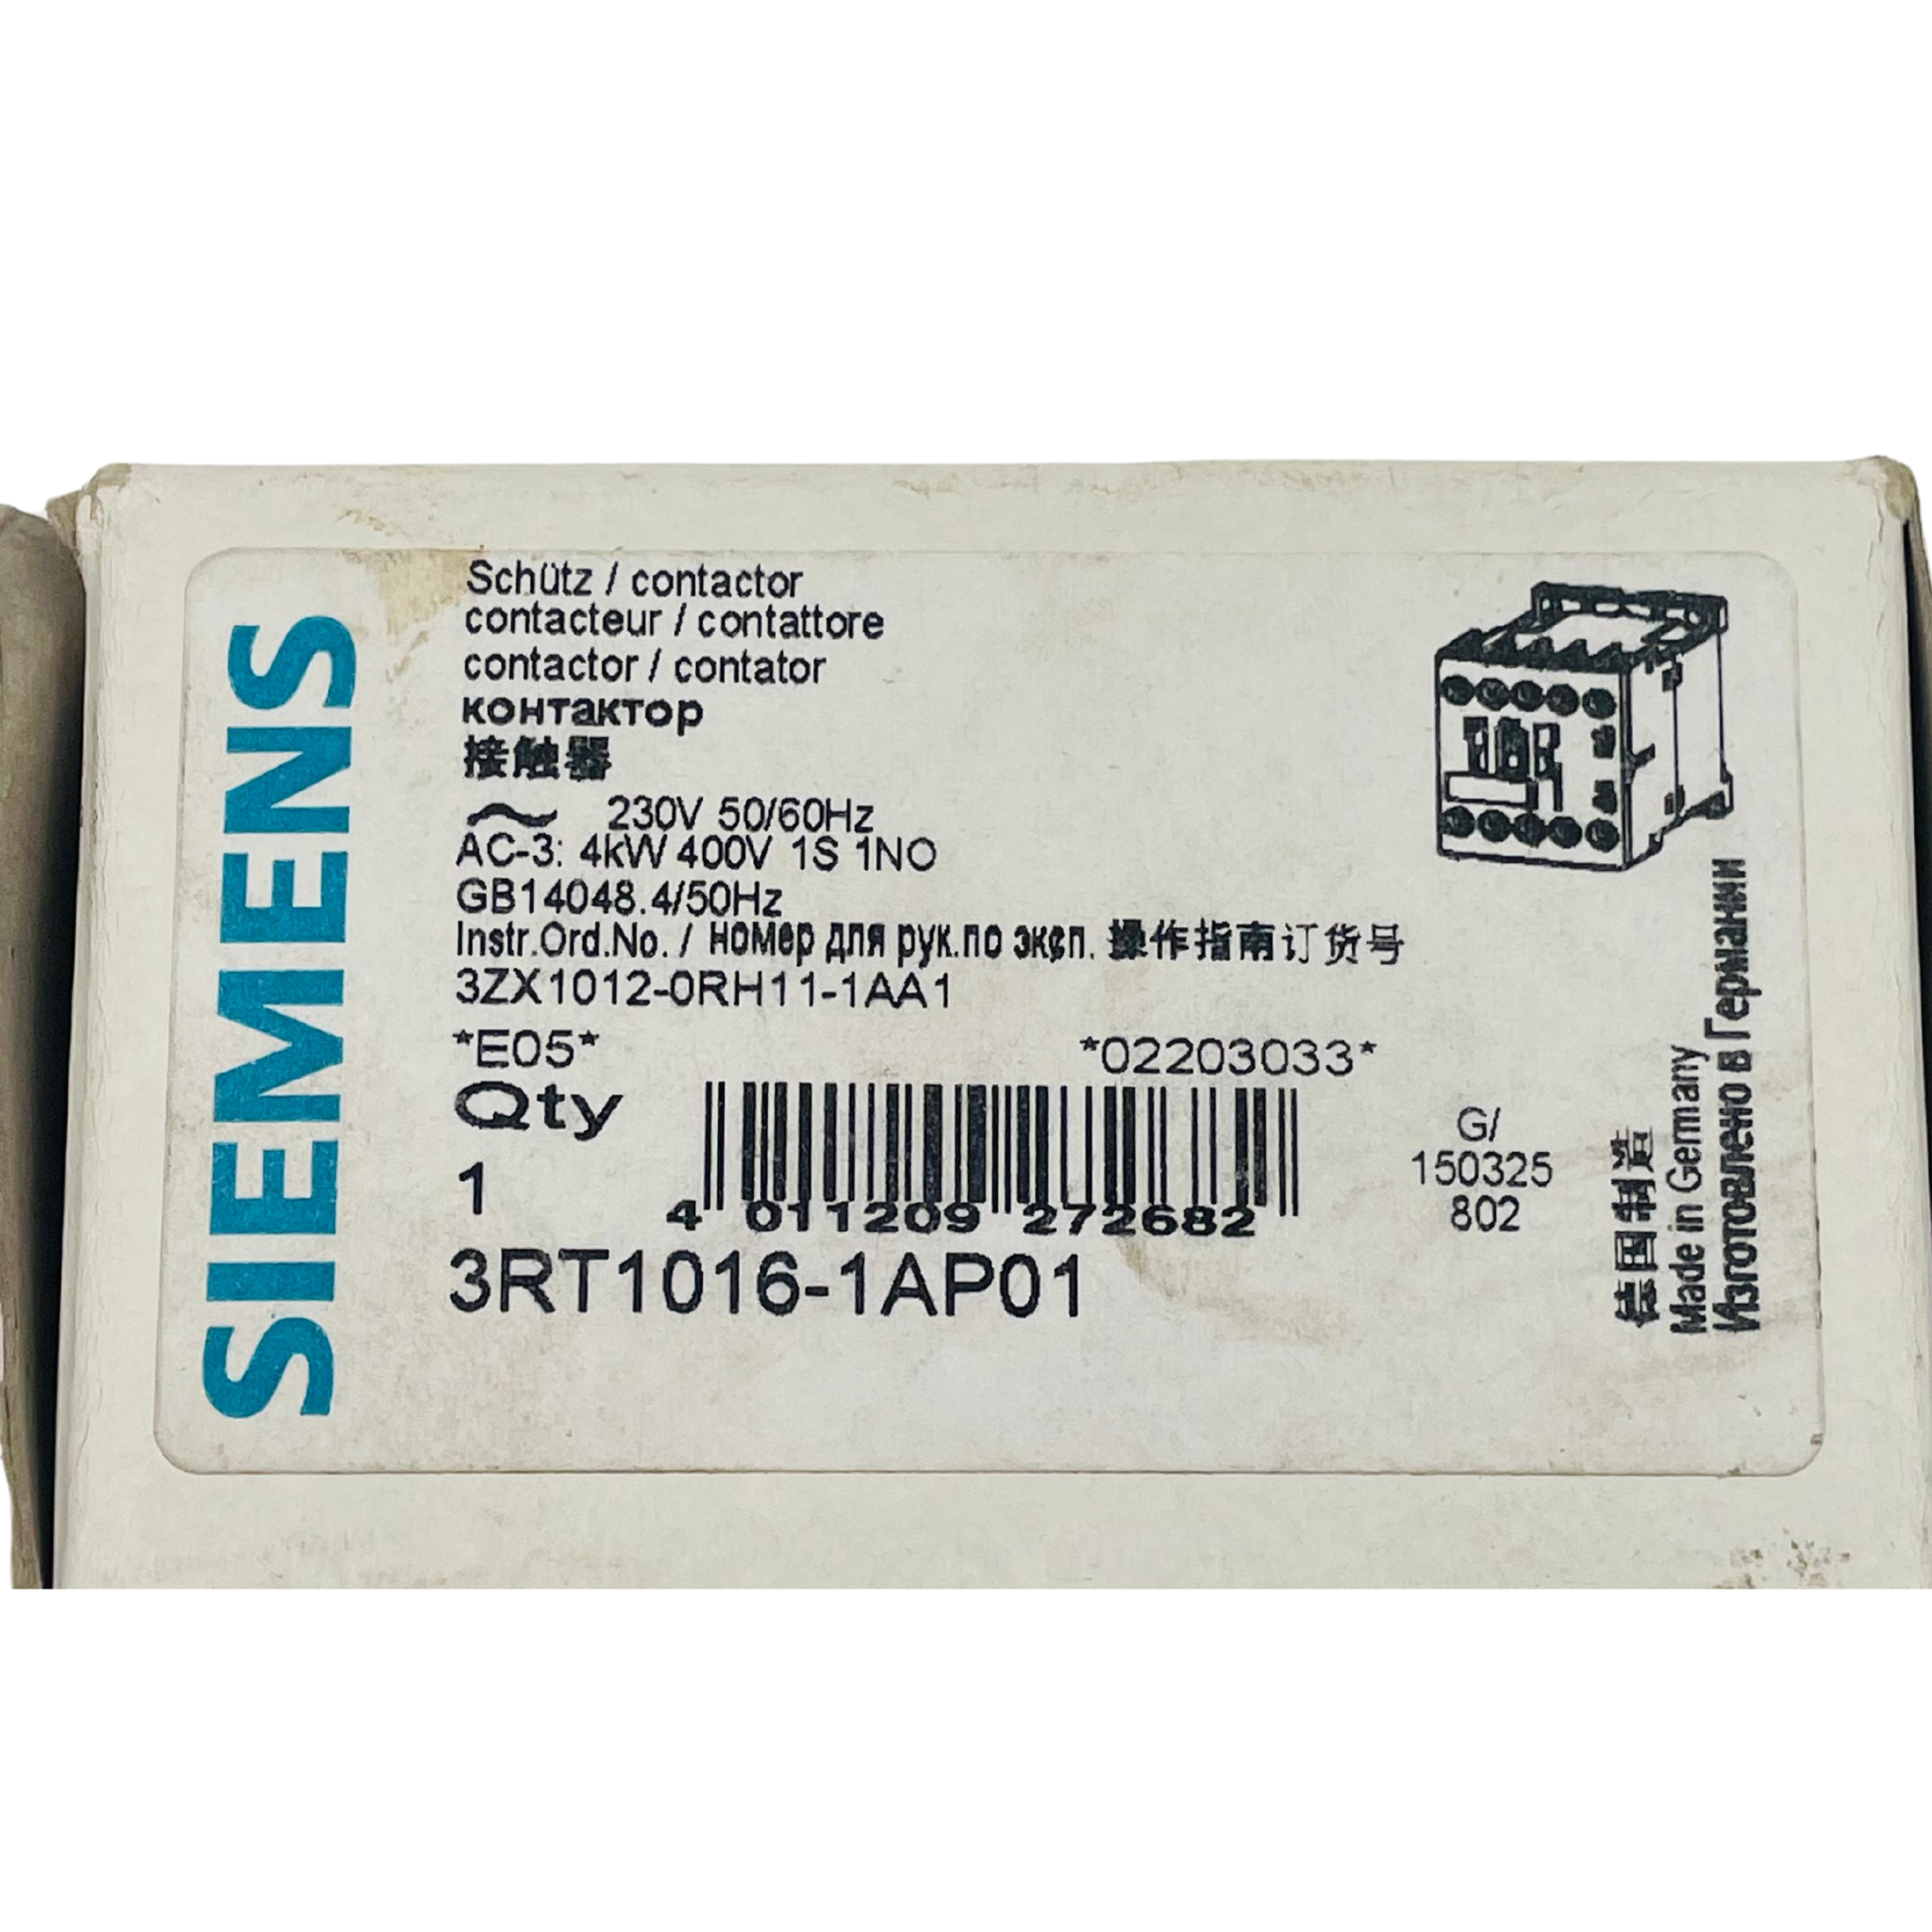 SIEMENS
Schütz / contactor
contacteur / contattore
contactor / contator
контактор
接触器
~ 230V 50/60Hz
AC-3: 4kW 400V 1S 1NO
GB14048.4/50Hz
Instr.Ord.No. / номер для рук.по эксп. 操作指南订货号
3ZX1012-0RH11-1AA1
*E05* *02203033*
Qty
1
4 011209 272682
G/
150325
802
3RT1016-1AP01
德国制造
Made in Germany
Изготовлено в Германии